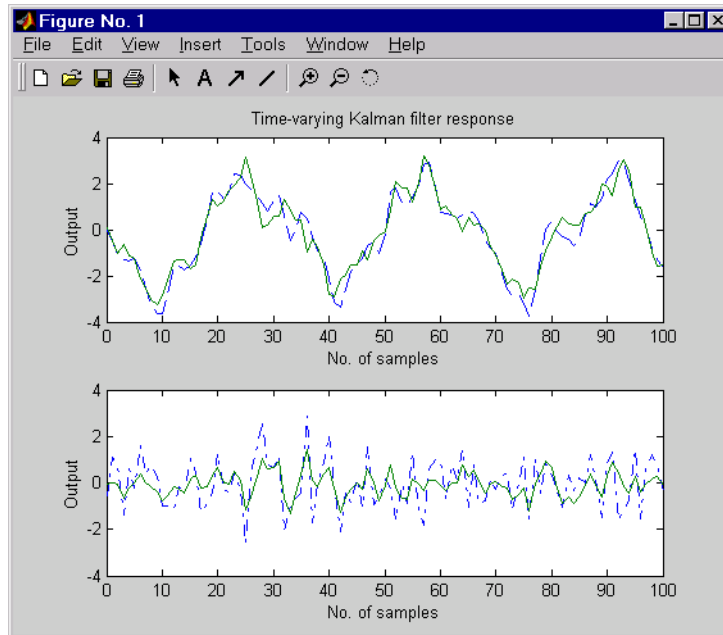 Figure No. 1
File Edit View Insert Tools Window Help
A
Time-varying Kalman filter response
4
2
0
-2
-4
Output
0 10 20 30 40 50 60 70 80 90 100
No. of samples
4
2
0
-2
-4
Output
0 10 20 30 40 50 60 70 80 90 100
No. of samples